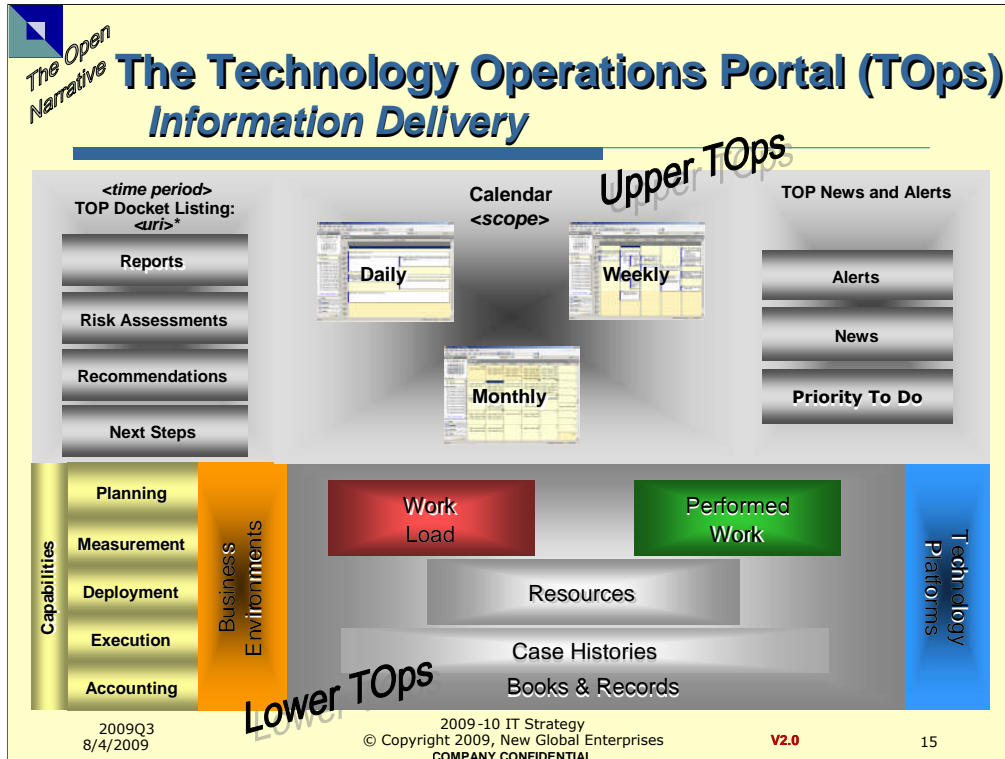 The Open
Narrative
The Technology Operations Portal (TOps)
Information Delivery
Upper TOps
<time period>
TOP Docket Listing:
<uri>*
Reports
Risk Assessments
Recommendations
Next Steps
Calendar
<scope>
Daily
Weekly
Monthly
TOP News and Alerts
Alerts
News
Priority To Do
Capabilities
Planning
Measurement
Deployment
Execution
Accounting
Business
Environments
Work
Load
Performed
Work
Resources
Case Histories
Books & Records
Technology
Platforms
Lower TOps
2009Q3
8/4/2009
2009-10 IT Strategy
© Copyright 2009, New Global Enterprises
COMPANY CONFIDENTIAL
V2.0
15